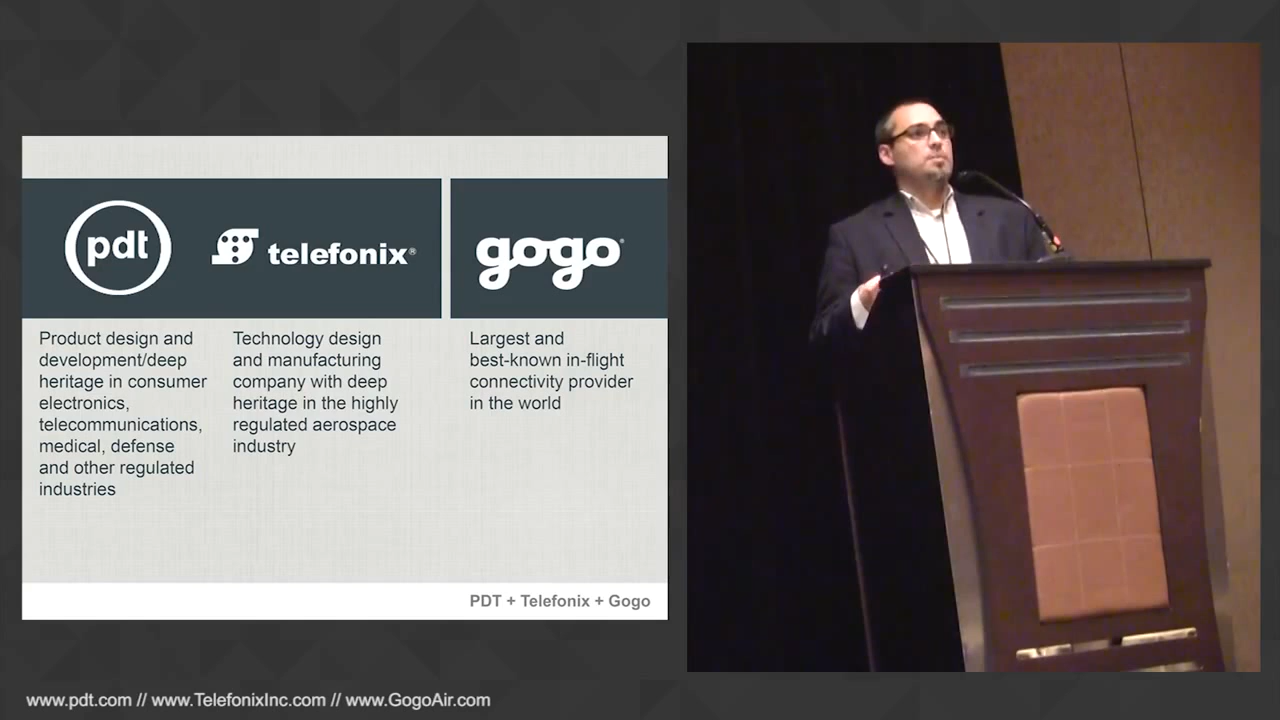 pdt
telefonix®
gogo®
Product design and
development/deep
heritage in consumer
electronics,
telecommunications,
medical, defense
and other regulated
industries
Technology design
and manufacturing
company with deep
heritage in the highly
regulated aerospace
industry
Largest and
best-known in-flight
connectivity provider
in the world
PDT + Telefonix + Gogo
www.pdt.com // www.TelefonixInc.com // www.GogoAir.com